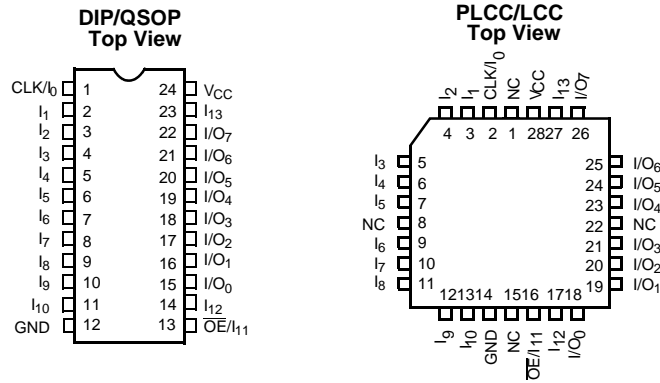 DIP/QSOP
Top View
CLK/I0 1 24 VCC
I1 2 23 I13
I2 3 22 I/O7
I3 4 21 I/O6
I4 5 20 I/O5
I5 6 19 I/O4
I6 7 18 I/O3
I7 8 17 I/O2
I8 9 16 I/O1
I9 10 15 I/O0
I10 11 14 I12
GND 12 13 O̅E̅/I11
PLCC/LCC
Top View
I2 I1 CLK/I0 NC VCC I13 I/O7
4 3 2 1 28 27 26
I3 5 25 I/O6
I4 6 24 I/O5
I5 7 23 I/O4
NC 8 22 NC
I6 9 21 I/O3
I7 10 20 I/O2
I8 11 19 I/O1
12 13 14 15 16 17 18
I9 I10 GND NC O̅E̅/I11 I12 I/O0